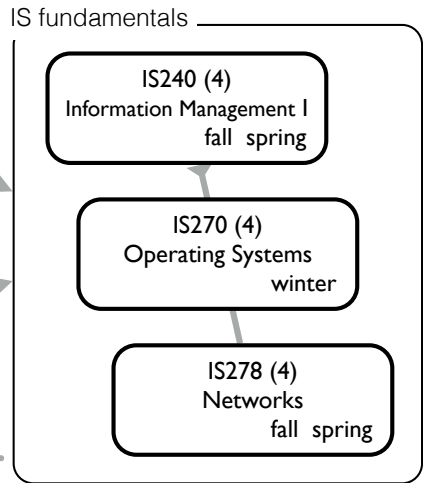 IS fundamentals
IS240 (4)
Information Management I
fall spring
IS270 (4)
Operating Systems
winter
IS278 (4)
Networks
fall spring